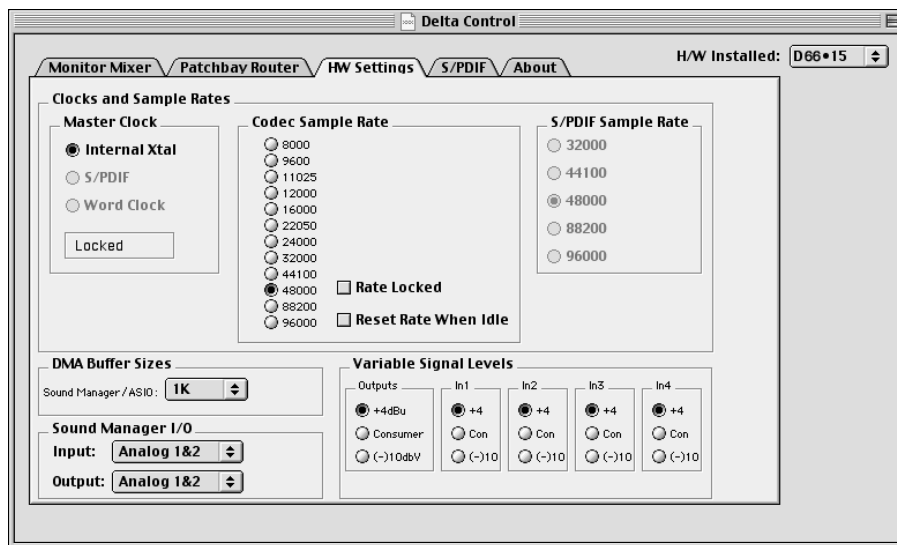 Delta Control
H/W Installed: D66•15
Monitor Mixer
Patchbay Router
HW Settings
S/PDIF
About
Clocks and Sample Rates
Master Clock
Internal Xtal
S/PDIF
Word Clock
Locked
Codec Sample Rate
8000
9600
11025
12000
16000
22050
24000
32000
44100
48000
88200
96000
Rate Locked
Reset Rate When Idle
S/PDIF Sample Rate
32000
44100
48000
88200
96000
DMA Buffer Sizes
Sound Manager/ASIO: 1K
Sound Manager I/O
Input: Analog 1&2
Output: Analog 1&2
Variable Signal Levels
Outputs
+4dBu
Consumer
(-)10dbV
In1
+4
Con
(-)10
In2
+4
Con
(-)10
In3
+4
Con
(-)10
In4
+4
Con
(-)10